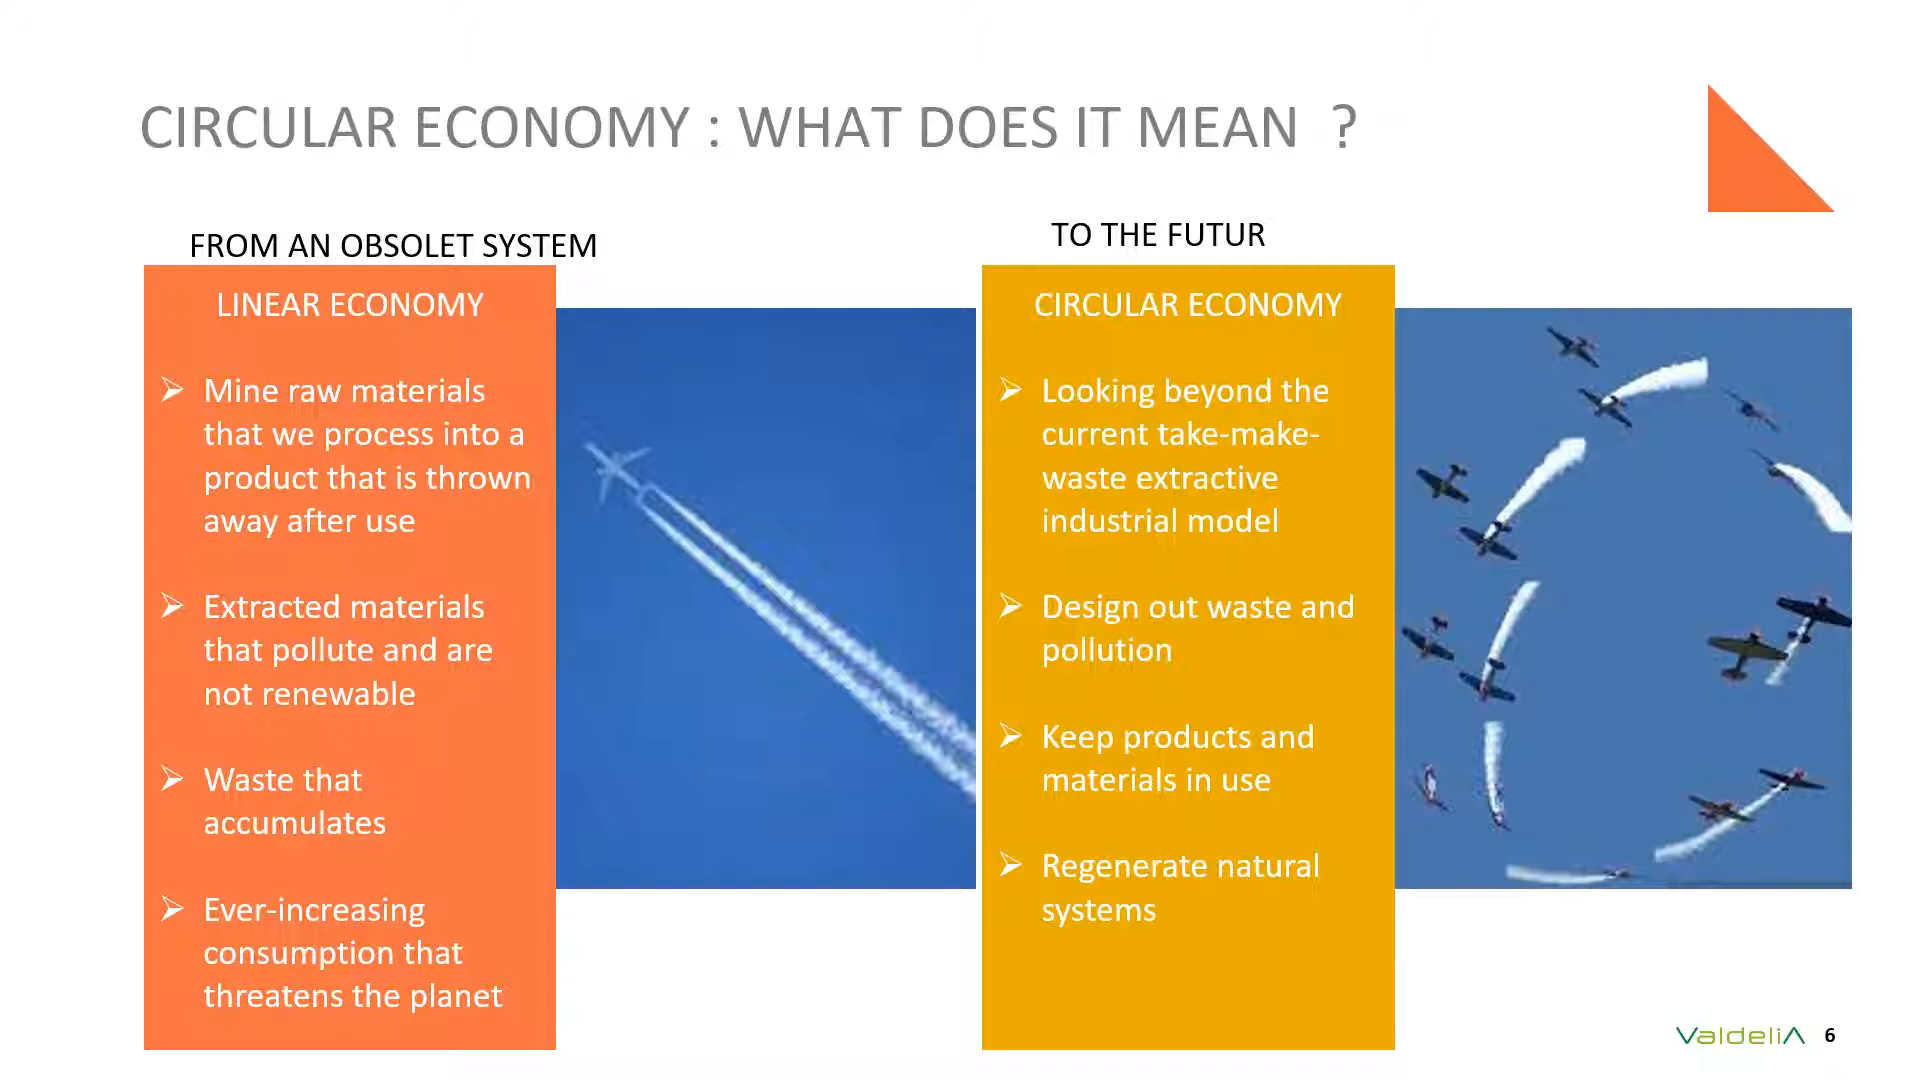 CIRCULAR ECONOMY : WHAT DOES IT MEAN ?
FROM AN OBSOLET SYSTEM
LINEAR ECONOMY
Mine raw materials
that we process into a
product that is thrown
away after use
Extracted materials
that pollute and are
not renewable
Waste that
accumulates
Ever-increasing
consumption that
threatens the planet
TO THE FUTUR
CIRCULAR ECONOMY
Looking beyond the
current take-make-
waste extractive
industrial model
Design out waste and
pollution
Keep products and
materials in use
Regenerate natural
systems
ValdeliA 6